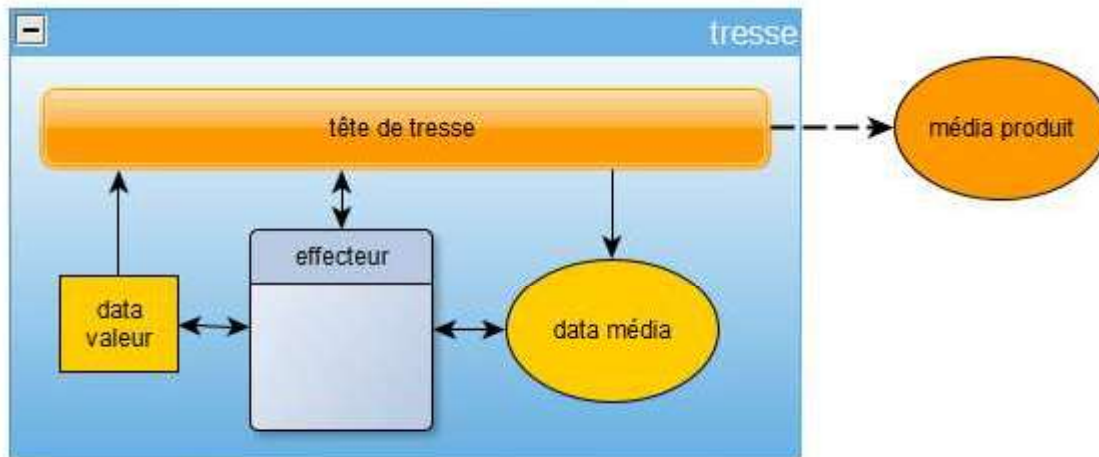 tresse
tête de tresse
média produit
effecteur
data
valeur
data média